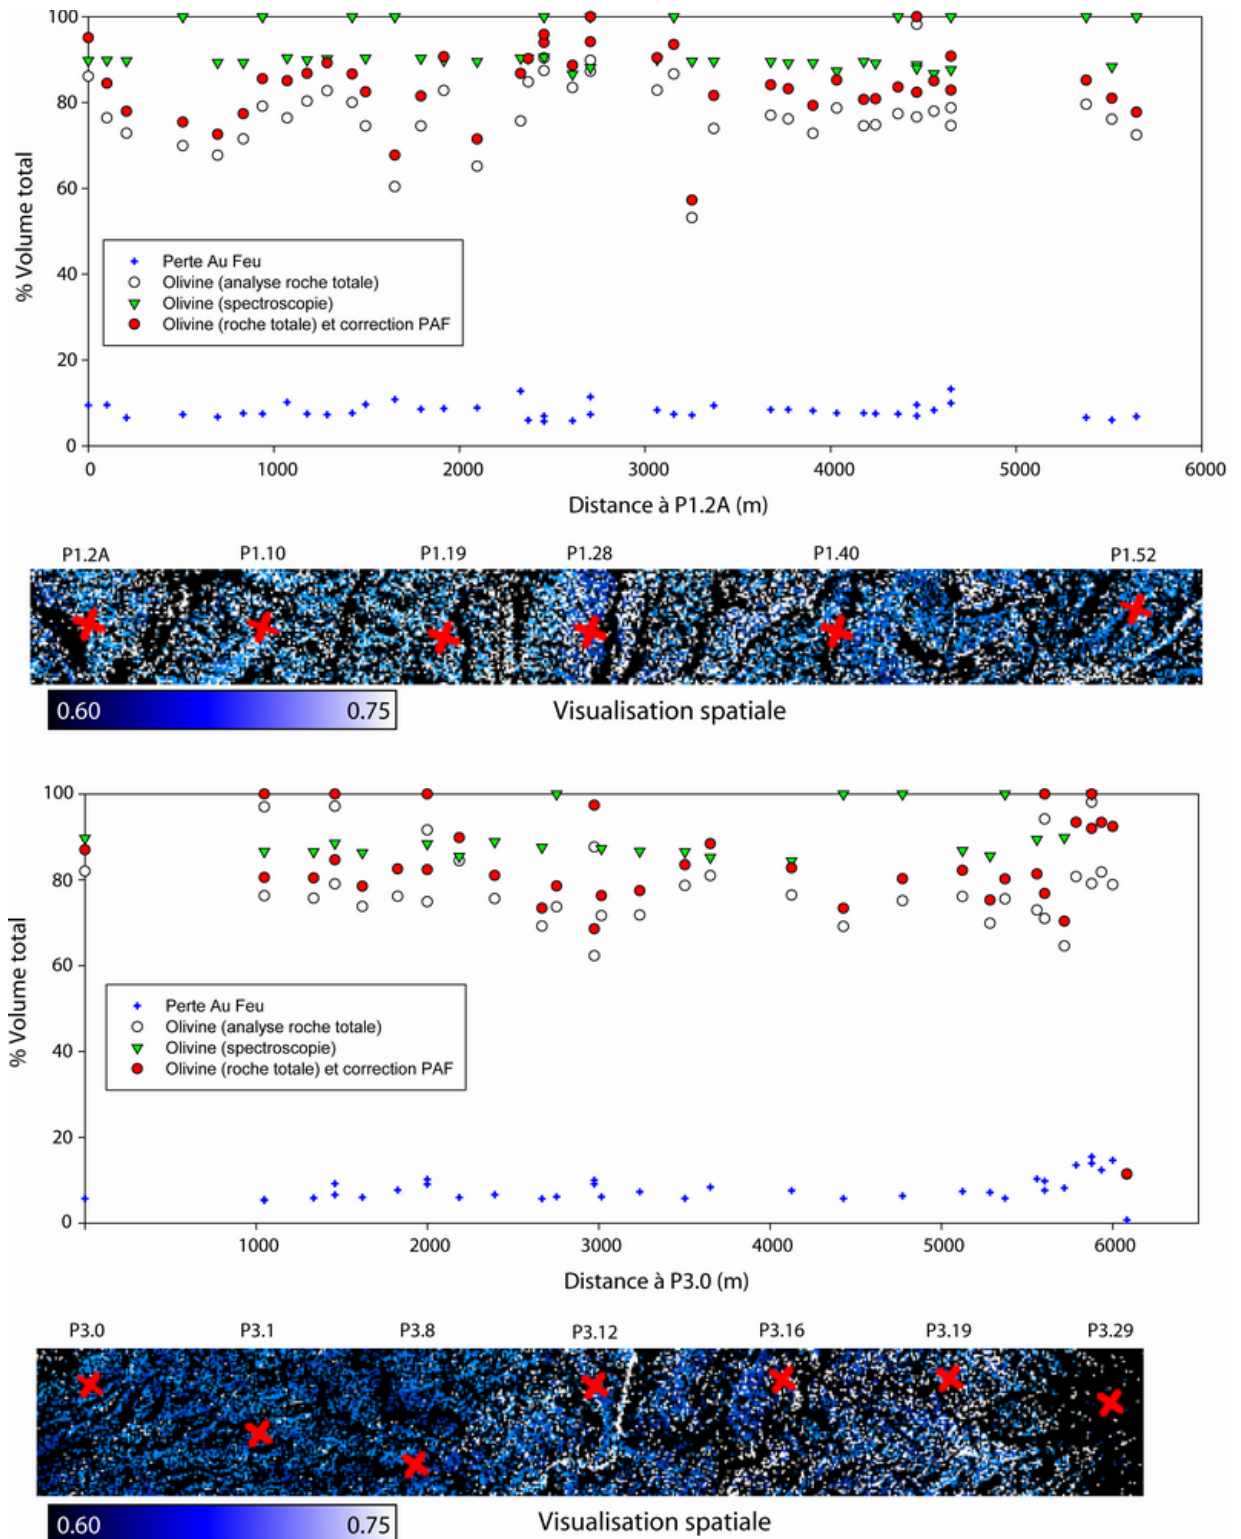 100
80
60
40
20
0
% Volume total
Perte Au Feu
Olivine (analyse roche totale)
Olivine (spectroscopie)
Olivine (roche totale) et correction PAF
0 1000 2000 3000 4000 5000 6000
Distance à P1.2A (m)
P1.2A P1.10 P1.19 P1.28 P1.40 P1.52
0.60 0.75 Visualisation spatiale
100
80
60
40
20
0
% Volume total
Perte Au Feu
Olivine (analyse roche totale)
Olivine (spectroscopie)
Olivine (roche totale) et correction PAF
1000 2000 3000 4000 5000 6000
Distance à P3.0 (m)
P3.0 P3.1 P3.8 P3.12 P3.16 P3.19 P3.29
0.60 0.75 Visualisation spatiale